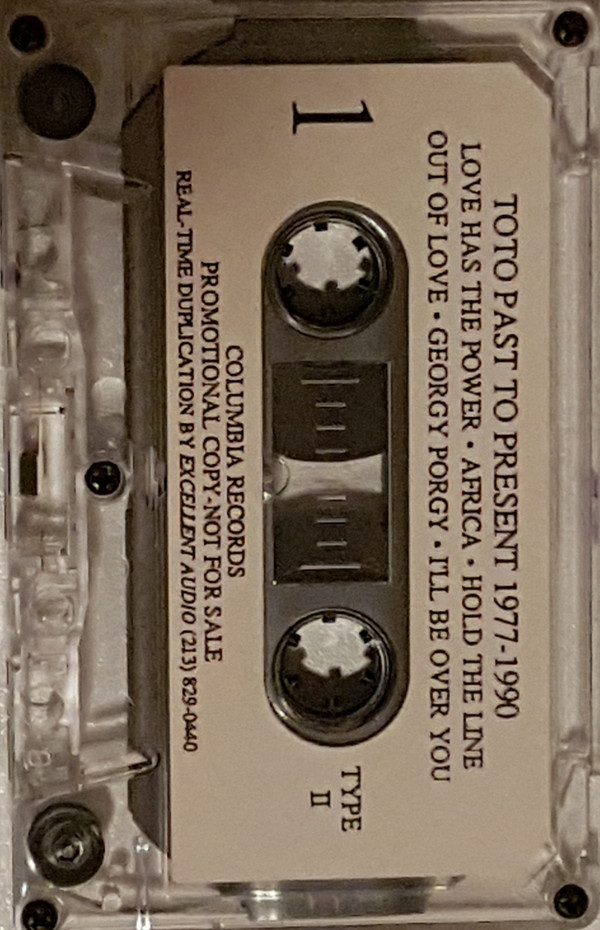 TOTO PAST TO PRESENT 1977-1990
LOVE HAS THE POWER • AFRICA • HOLD THE LINE
OUT OF LOVE • GEORGY PORGY • I'LL BE OVER YOU
1
TYPE
II
COLUMBIA RECORDS
PROMOTIONAL COPY-NOT FOR SALE
REAL-TIME DUPLICATION BY EXCELLENT AUDIO (213) 829-0440